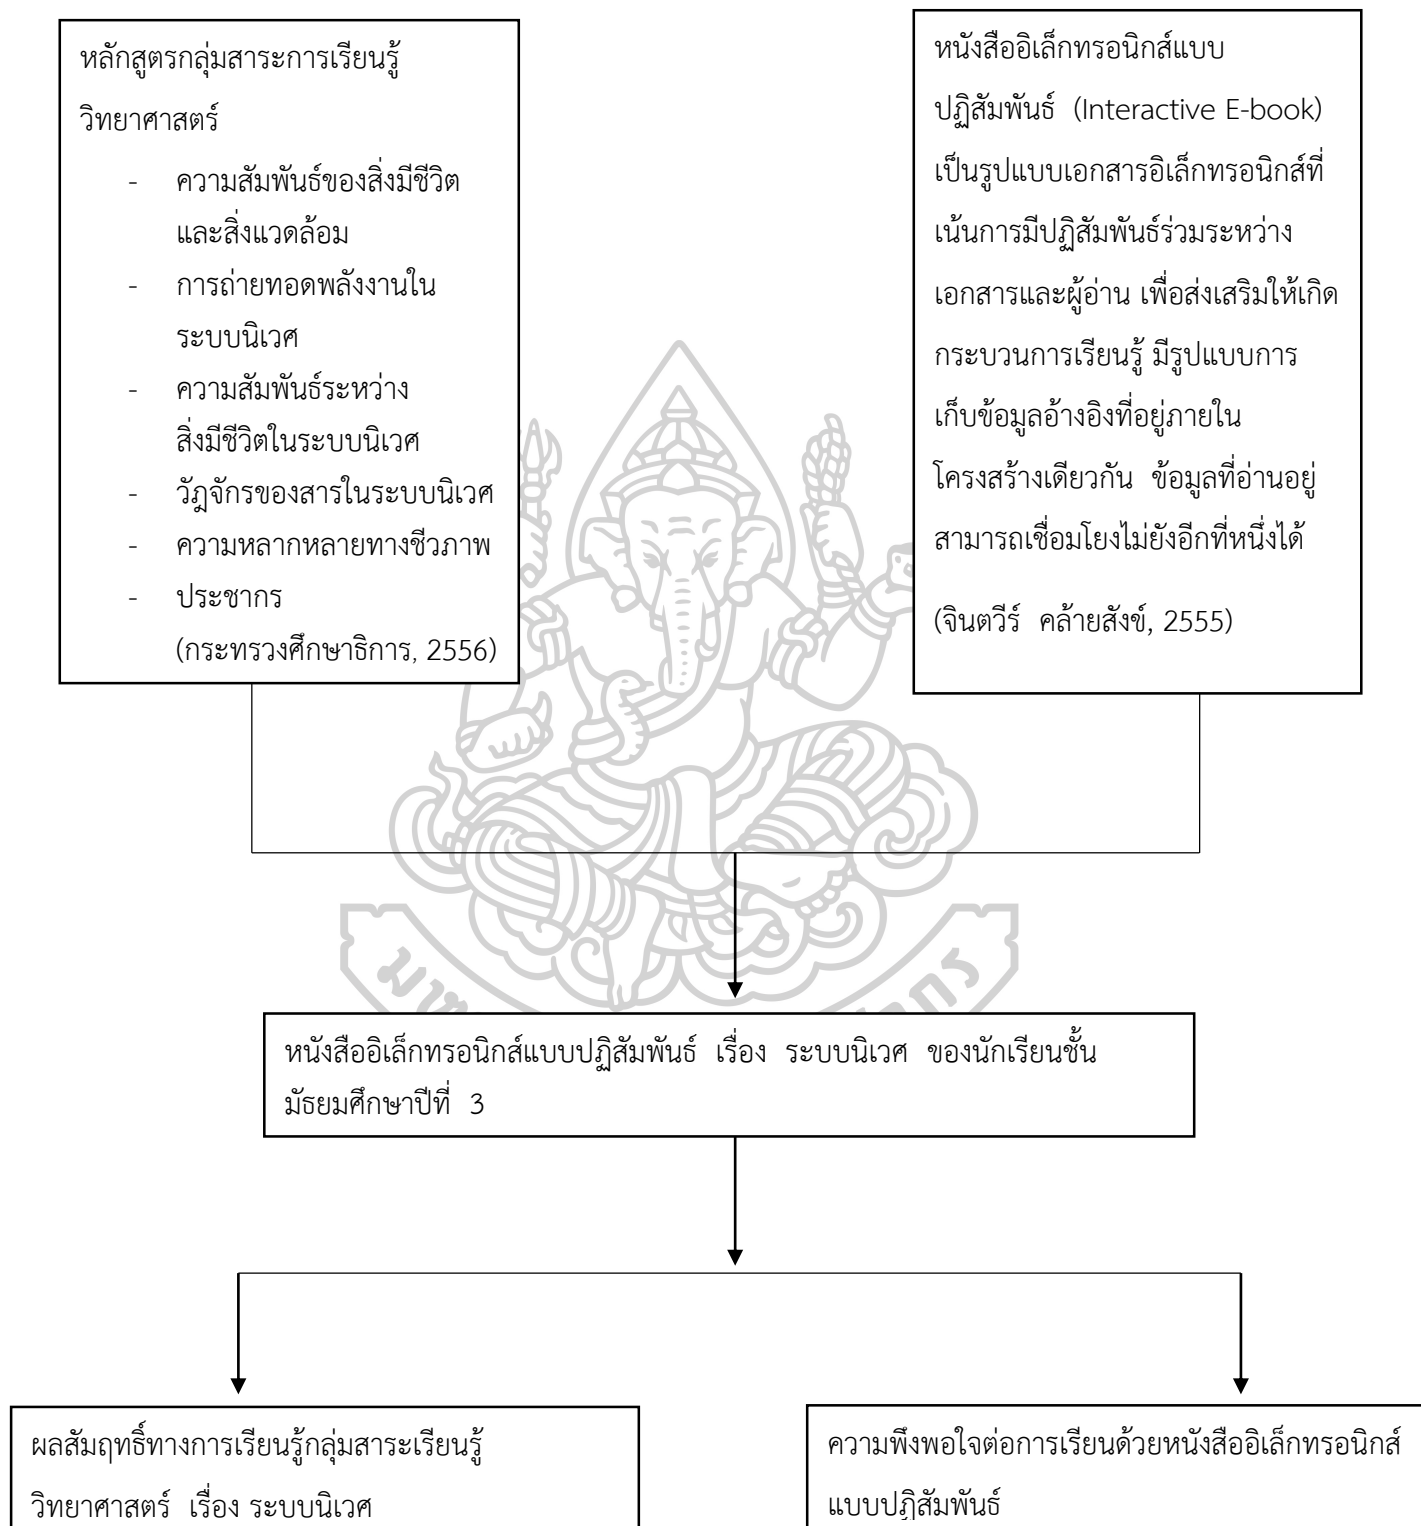 หลักสูตรกลุ่มสาระการเรียนรู้
วิทยาศาสตร์
- ความสัมพันธ์ของสิ่งมีชีวิต
และสิ่งแวดล้อม
- การถ่ายทอดพลังงานใน
ระบบนิเวศ
- ความสัมพันธ์ระหว่าง
สิ่งมีชีวิตในระบบนิเวศ
- วัฎจักรของสารในระบบนิเวศ
- ความหลากหลายทางชีวภาพ
- ประชากร
(กระทรวงศึกษาธิการ, 2556)
หนังสืออิเล็กทรอนิกส์แบบ
ปฏิสัมพันธ์ (Interactive E-book)
เป็นรูปแบบเอกสารอิเล็กทรอนิกส์ที่
เน้นการมีปฏิสัมพันธ์ร่วมระหว่าง
เอกสารและผู้อ่าน เพื่อส่งเสริมให้เกิด
กระบวนการเรียนรู้ มีรูปแบบการ
เก็บข้อมูลอ้างอิงที่อยู่ภายใน
โครงสร้างเดียวกัน ข้อมูลที่อ่านอยู่
สามารถเชื่อมโยงไม่ยังอีกที่หนึ่งได้
(จินตวีร์ คล้ายสังข์, 2555)
หนังสืออิเล็กทรอนิกส์แบบปฏิสัมพันธ์ เรื่อง ระบบนิเวศ ของนักเรียนชั้น
มัธยมศึกษาปีที่ 3
ผลสัมฤทธิ์ทางการเรียนรู้กลุ่มสาระเรียนรู้
วิทยาศาสตร์ เรื่อง ระบบนิเวศ
ความพึงพอใจต่อการเรียนด้วยหนังสืออิเล็กทรอนิกส์
แบบปฏิสัมพันธ์